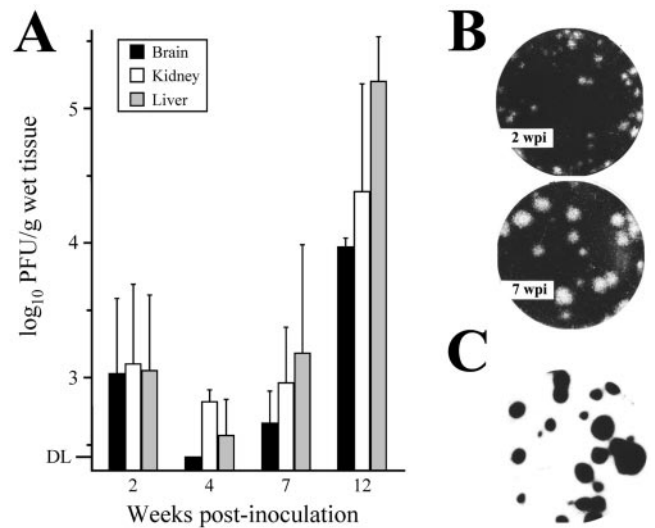 A
Brain
Kidney
Liver
log10 PFU/g wet tissue
5
4
3
DL
2
4
7
12
Weeks post-inoculation
B
2 wpi
7 wpi
C